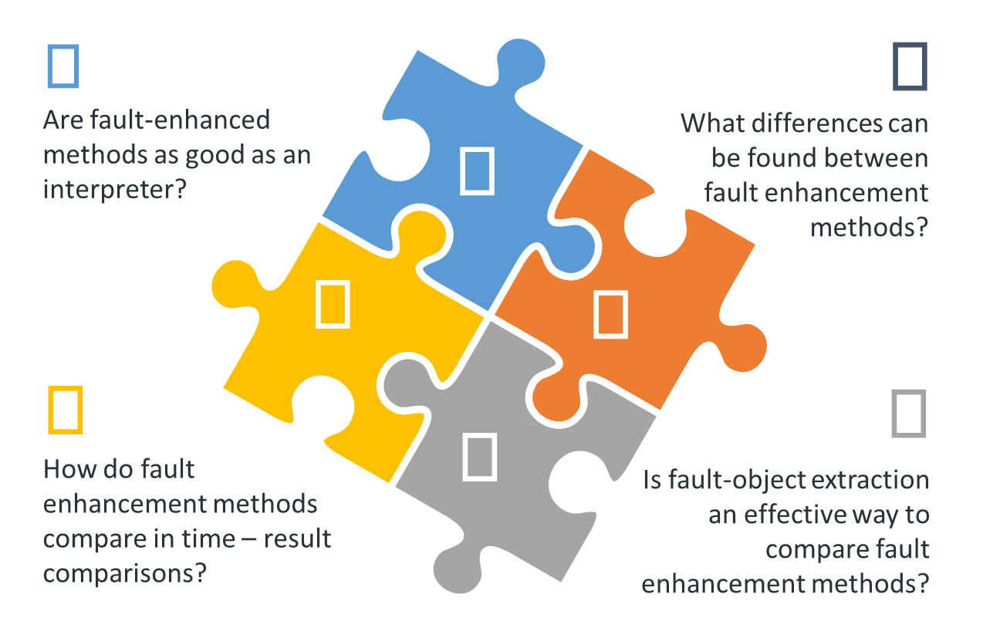 Are fault-enhanced
methods as good as an
interpreter?
What differences can
be found between
fault enhancement
methods?
How do fault
enhancement methods
compare in time – result
comparisons?
Is fault-object extraction
an effective way to
compare fault
enhancement methods?